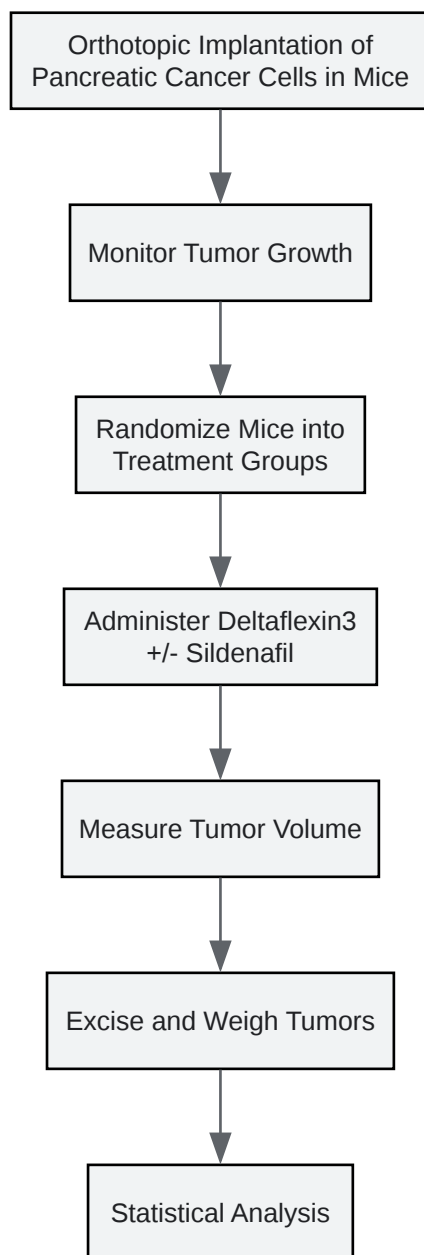 Orthotopic Implantation of
Pancreatic Cancer Cells in Mice
Monitor Tumor Growth
Randomize Mice into
Treatment Groups
Administer Deltaflexin3
+/- Sildenafil
Measure Tumor Volume
Excise and Weigh Tumors
Statistical Analysis